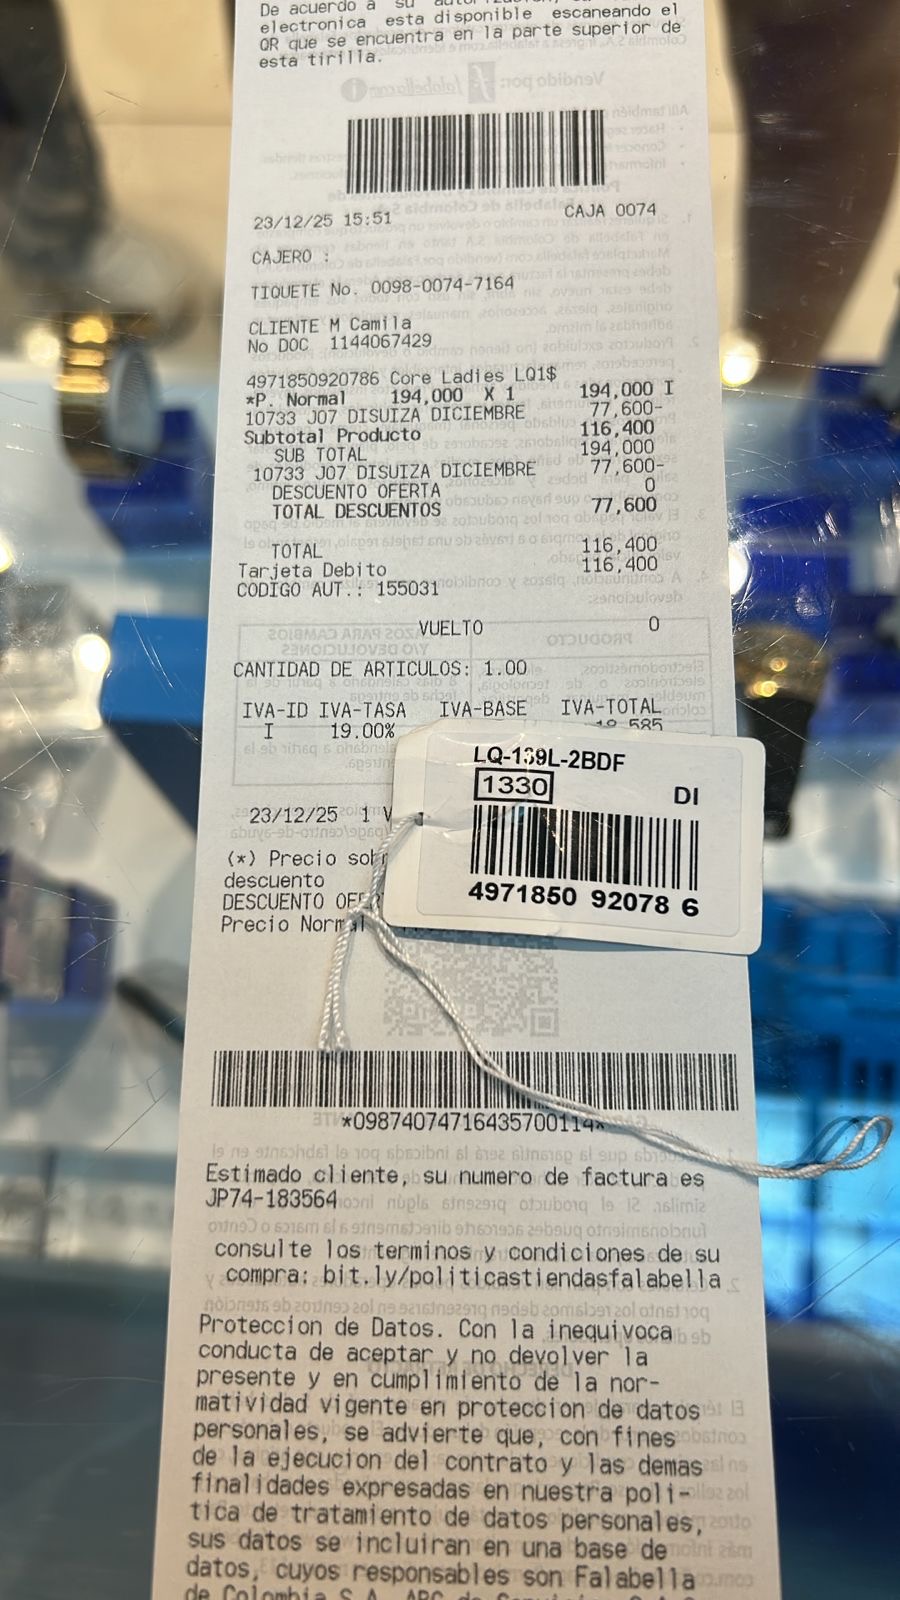 De acuerdo a su
electronica esta disponible escaneando el
QR que se encuentra en la parte superior de
esta tirilla.
23/12/25 15:51 CAJA 0074
CAJERO :
TIQUETE No. 0098-0074-7164
CLIENTE M Camila
No DOC 1144067429
4971850920786 Core Ladies LQ1$
*P. Normal 194,000 X 1 194,000 I
10733 J07 DISUIZA DICIEMBRE 77,600-
Subtotal Producto 116,400
SUB TOTAL 194,000
10733 J07 DISUIZA DICIEMBRE 77,600-
DESCUENTO OFERTA 0
TOTAL DESCUENTOS 77,600
TOTAL 116,400
Tarjeta Debito 116,400
CODIGO AUT.: 155031
VUELTO 0
CANTIDAD DE ARTICULOS: 1.00
IVA-ID IVA-TASA IVA-BASE IVA-TOTAL
I 19.00% 585
LQ-139L-2BDF
1330 DI
4971850 92078 6
23/12/25 1 V
(*) Precio sobr
descuento
DESCUENTO OFER
Precio Normal
*09874074716435700114*
Estimado cliente, su numero de factura es
JP74-183564
consulte los terminos y condiciones de su
compra: bit.ly/politicastiendasfalabella
Proteccion de Datos. Con la inequivoca
conducta de aceptar y no devolver la
presente y en cumplimiento de la nor-
matividad vigente en proteccion de datos
personales, se advierte que, con fines
de la ejecucion del contrato y las demas
finalidades expresadas en nuestra poli-
tica de tratamiento de datos personales,
sus datos se incluiran en una base de
datos, cuyos responsables son Falabella
de Colombia S.A.